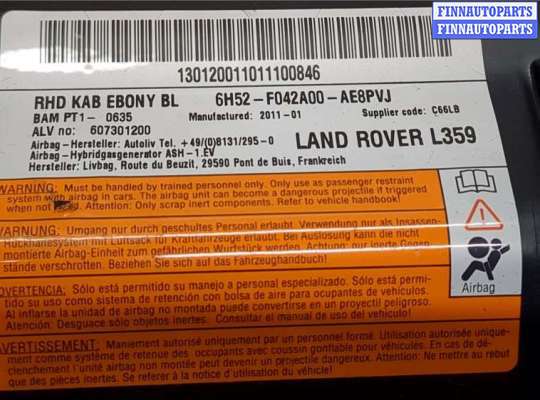 FINNAUTOPARTS
FINNAUTOPARTS
130120011011100846
RHD KAB EBONY BL 6H52-F042A00-AE8PVJ
BAM PT1- 0635 Manufactured: 2011-01 Supplier code: C66LB
ALV no: 607301200
Airbag-Hersteller: Autoliv Tel. +49/(0)8131/295-0 LAND ROVER L359
Airbag-Hybridgasgenerator ASH-1.EV
Hersteller: Livbag, Route du Beuzit, 29590 Pont de Buis, Frankreich
WARNING: Must be handled by trained personnel only. Only use as passenger restraint
system with airbag in cars. The airbag unit can become a dangerous projectile if triggered
when not. Attention: Only scrap inert components. Refer to vehicle handbook!
WARNUNG: Umgang nur durch geschultes Personal erlaubt. Verwendung nur als Insassen-
Rückhaltesystem mit Luftsack für Kraftfahrzeuge erlaubt. Bei Auslösung kann die nicht
montierte Airbag-Einheit zum gefährlichen Wurfstück werden. Achtung: nur inerte Gegen-
stände verschrotten. Beziehen Sie sich auf das Fahrzeughandbuch!
DVERTENCIA: Sólo está permitido su manejo a personal especializado. Sólo está permi-
tido su uso como sistema de retención con bolsa de aire para ocupantes de vehículos.
Al inflarse la unidad de airbag no montada puede convertirse en un proyectil peligroso.
Atención: Desguace sólo objetos inertes. Consultar el manual de uso del vehículo!
Airbag
AVERTISSEMENT: Maniement autorisé uniquement par un personnel formé. Utilisation autorisée unique-
ment comme système de retenue des occupants avec coussin gonflable pour véhicules. En cas de dé-
clenchement l'unité airbag non montée peut devenir un projectile dangereux. Ne mettre au rebut
que des pièces inertes. Se referer à la notice d'utilisation du véhicule!